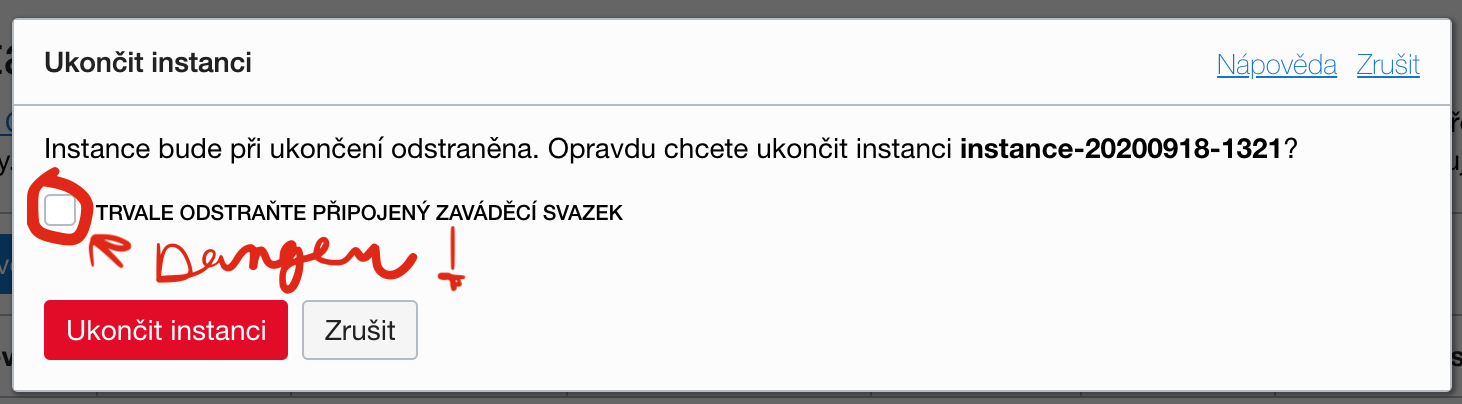 Ukončit instanci
Nápověda Zrušit
Instance bude při ukončení odstraněna. Opravdu chcete ukončit instanci instance-20200918-1321?
TRVALE ODSTRAŇTE PŘIPOJENÝ ZAVÁDĚCÍ SVAZEK
Danger!
Ukončit instanci Zrušit